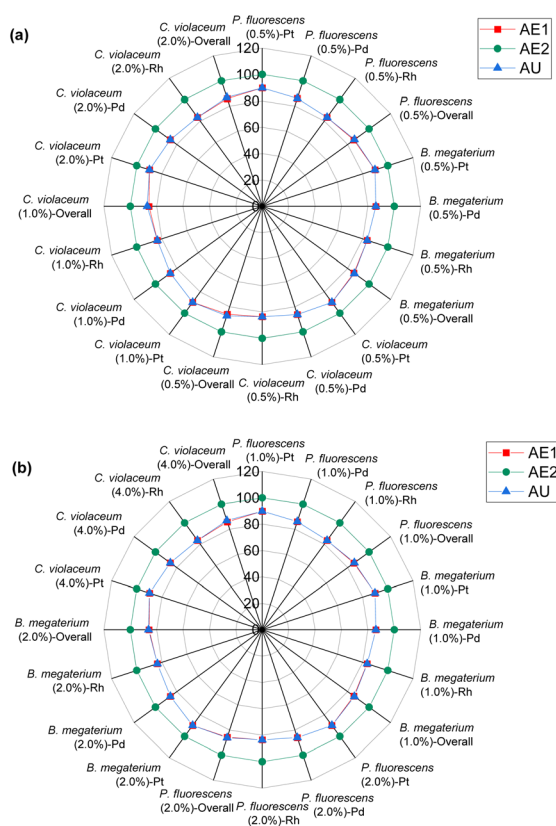 (a)
AE1
AE2
AU
P. fluorescens
(0.5%)-Pt
P. fluorescens
(0.5%)-Pd
P. fluorescens
(0.5%)-Rh
P. fluorescens
(0.5%)-Overall
B. megaterium
(0.5%)-Pt
B. megaterium
(0.5%)-Pd
B. megaterium
(0.5%)-Rh
B. megaterium
(0.5%)-Overall
C. violaceum
(0.5%)-Pt
C. violaceum
(0.5%)-Pd
C. violaceum
(0.5%)-Rh
C. violaceum
(0.5%)-Overall
C. violaceum
(1.0%)-Pt
C. violaceum
(1.0%)-Pd
C. violaceum
(1.0%)-Rh
C. violaceum
(1.0%)-Overall
C. violaceum
(2.0%)-Pt
C. violaceum
(2.0%)-Pd
C. violaceum
(2.0%)-Rh
C. violaceum
(2.0%)-Overall
120
100
80
60
40
20
0
(b)
AE1
AE2
AU
P. fluorescens
(1.0%)-Pt
P. fluorescens
(1.0%)-Pd
P. fluorescens
(1.0%)-Rh
P. fluorescens
(1.0%)-Overall
B. megaterium
(1.0%)-Pt
B. megaterium
(1.0%)-Pd
B. megaterium
(1.0%)-Rh
B. megaterium
(1.0%)-Overall
P. fluorescens
(2.0%)-Pt
P. fluorescens
(2.0%)-Pd
P. fluorescens
(2.0%)-Rh
P. fluorescens
(2.0%)-Overall
B. megaterium
(2.0%)-Pt
B. megaterium
(2.0%)-Pd
B. megaterium
(2.0%)-Rh
B. megaterium
(2.0%)-Overall
C. violaceum
(4.0%)-Pt
C. violaceum
(4.0%)-Pd
C. violaceum
(4.0%)-Rh
C. violaceum
(4.0%)-Overall
120
100
80
60
40
20
0